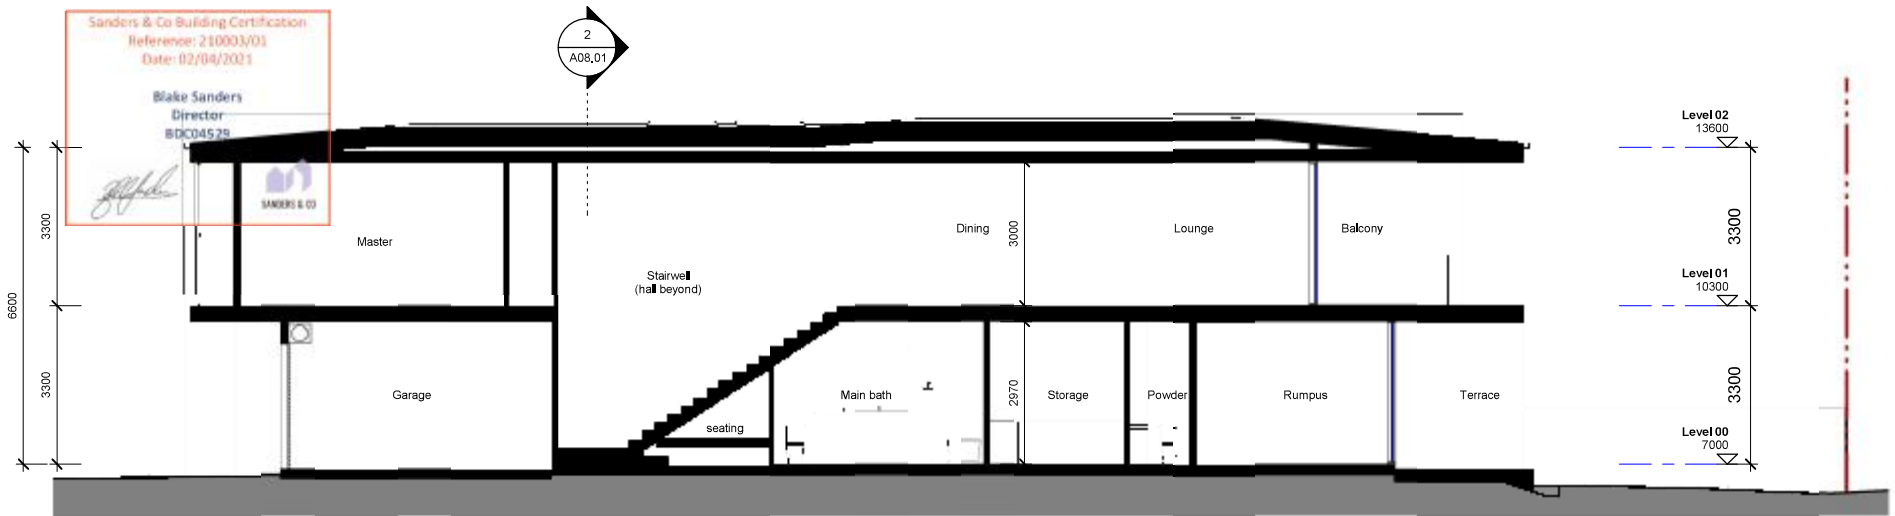 Sanders & Co Building Certification
Reference: 210003/01
Date: 02/04/2021
Blake Sanders
Director
BDC04529
SANDERS & CO
2
A08.01
Level 02
13600
3300
3300
6600
3300
3300
Master
Stairwell
(hall beyond)
Dining
3000
Lounge
Balcony
Level 01
10300
Garage
seating
Main bath
2970
Storage
Powder
Rumpus
Terrace
Level 00
7000